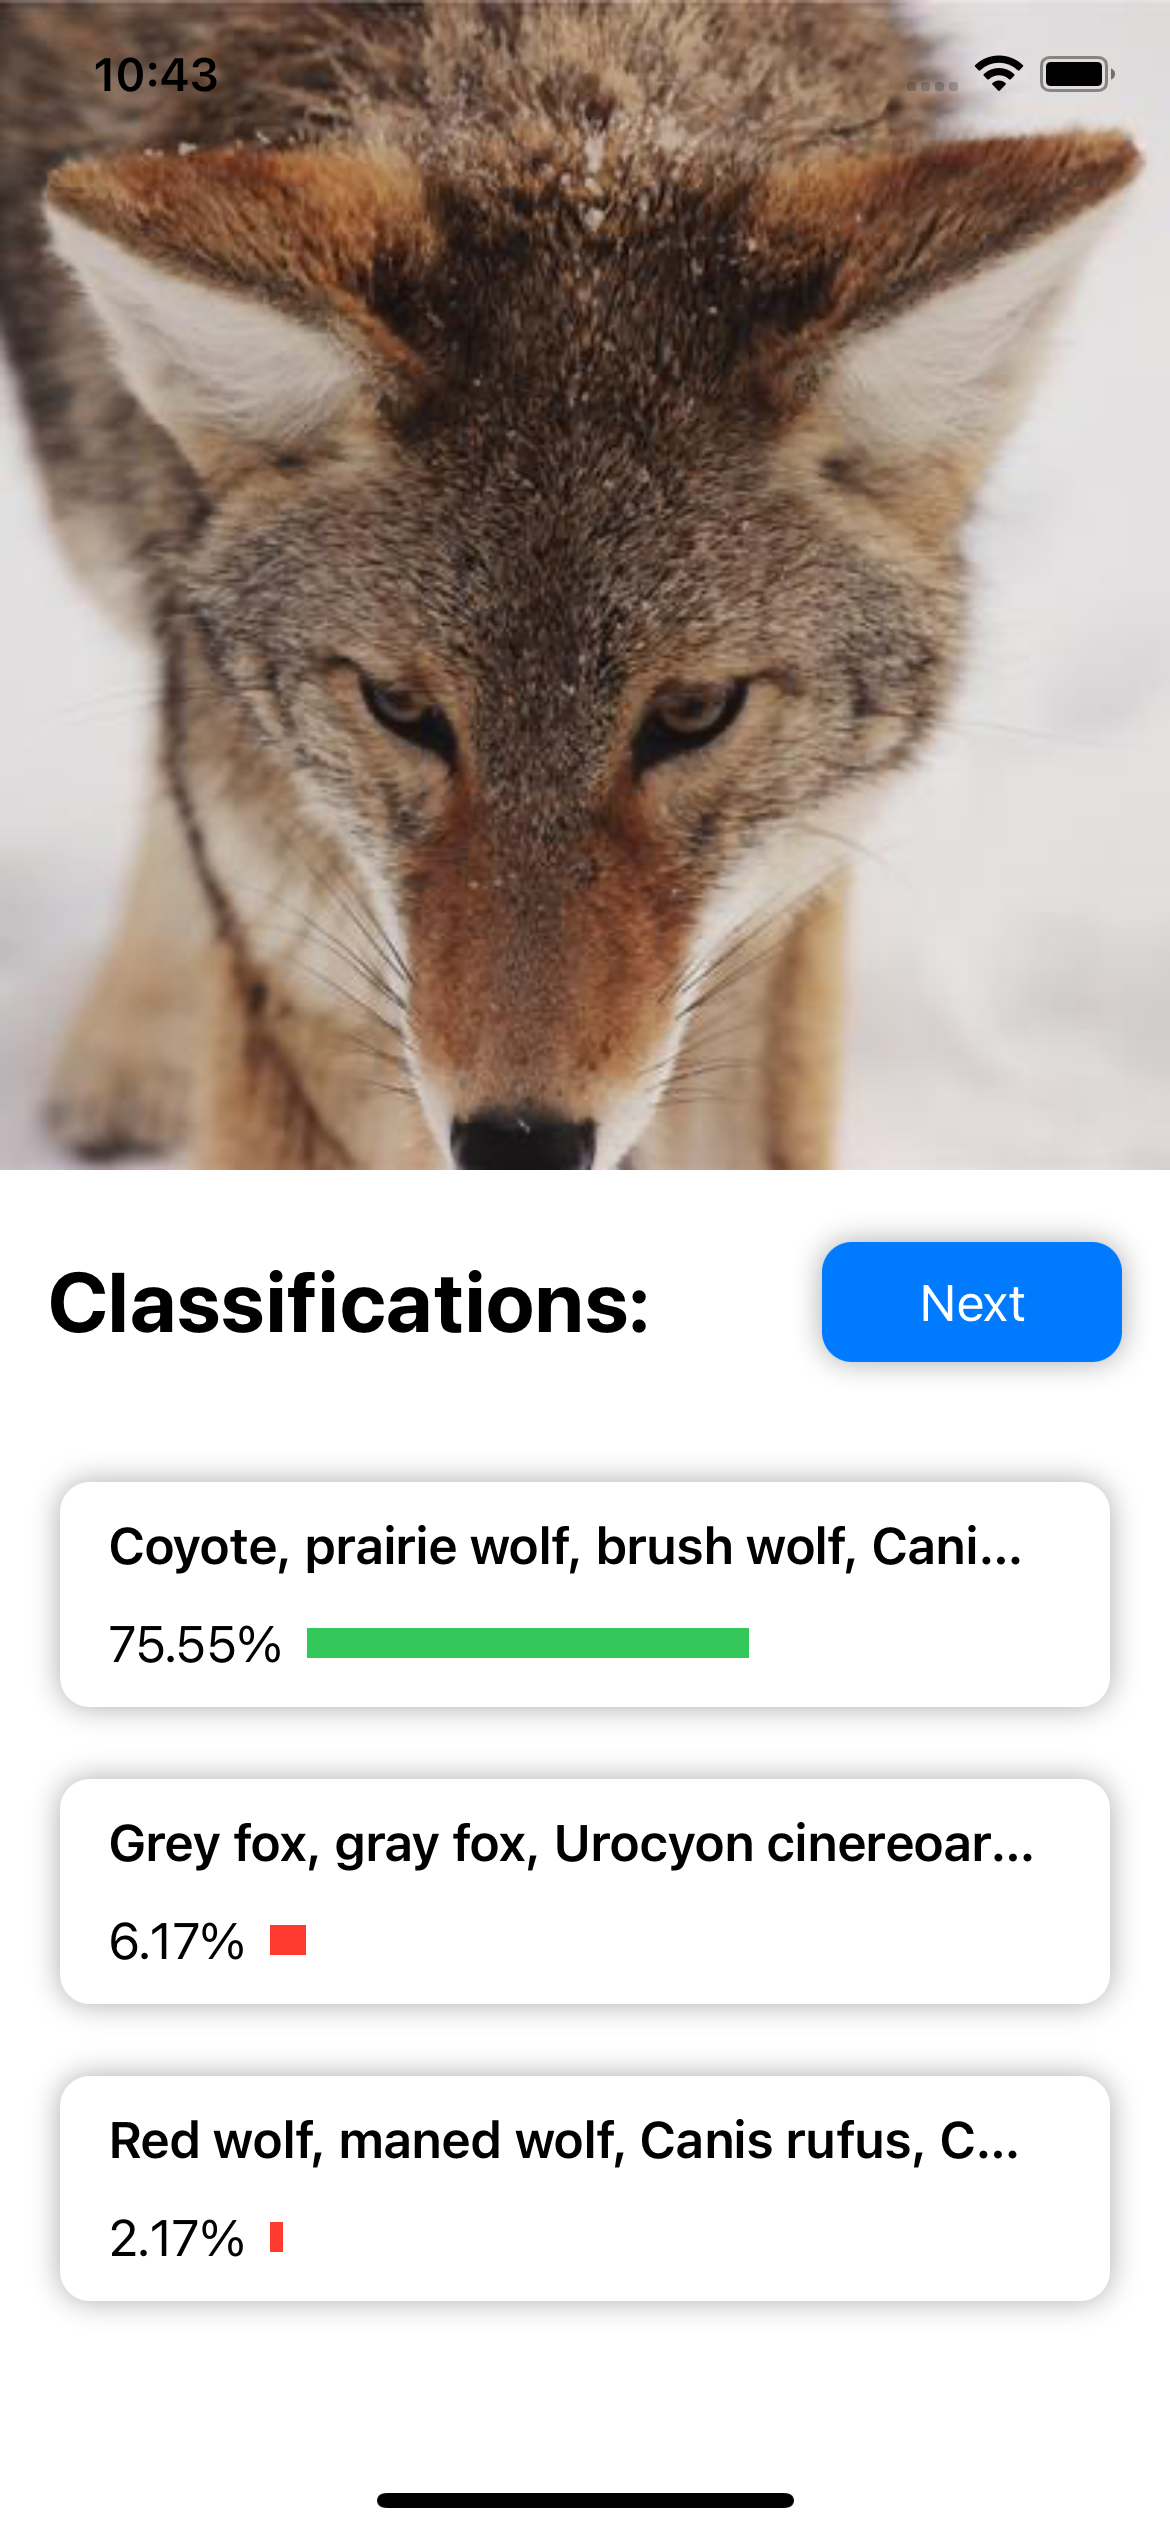 10:43
Classifications:
Next
Coyote, prairie wolf, brush wolf, Cani...
75.55%
Grey fox, gray fox, Urocyon cinereoar...
6.17%
Red wolf, maned wolf, Canis rufus, C...
2.17%